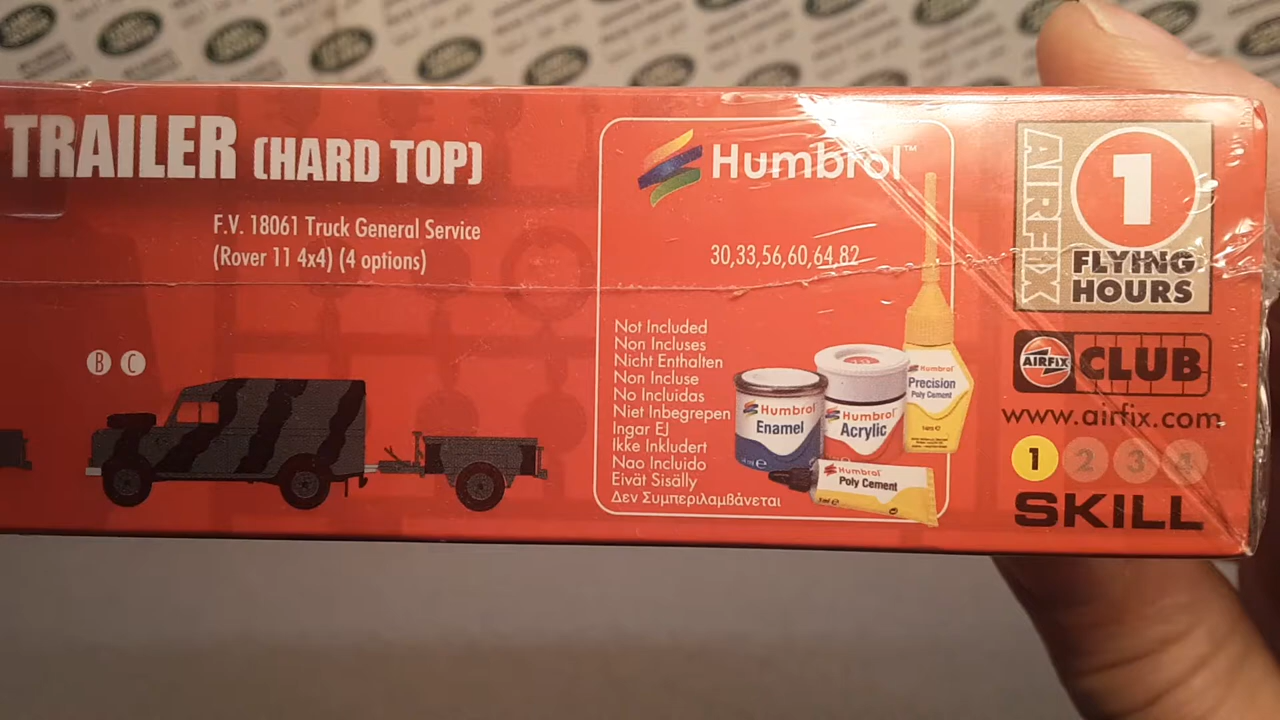 TRAILER (HARD TOP)
F.V. 18061 Truck General Service
(Rover 11 4x4) (4 options)
B C
Humbrol™
30,33,56,60,64,82
Not Included
Non Incluses
Nicht Enthalten
Non Incluse
No Incluidas
Niet Inbegrepen
Ingar EJ
Ikke Inkludert
Nao Incluido
Eivät Sisälly
Δεν Συμπεριλαμβάνεται
Humbrol
Enamel
Humbrol
Acrylic
Humbrol
Precision
Poly Cement
Humbrol
Poly Cement
AIRFIX
1
FLYING
HOURS
AIRFIX CLUB
www.airfix.com
1 2 3 4
SKILL